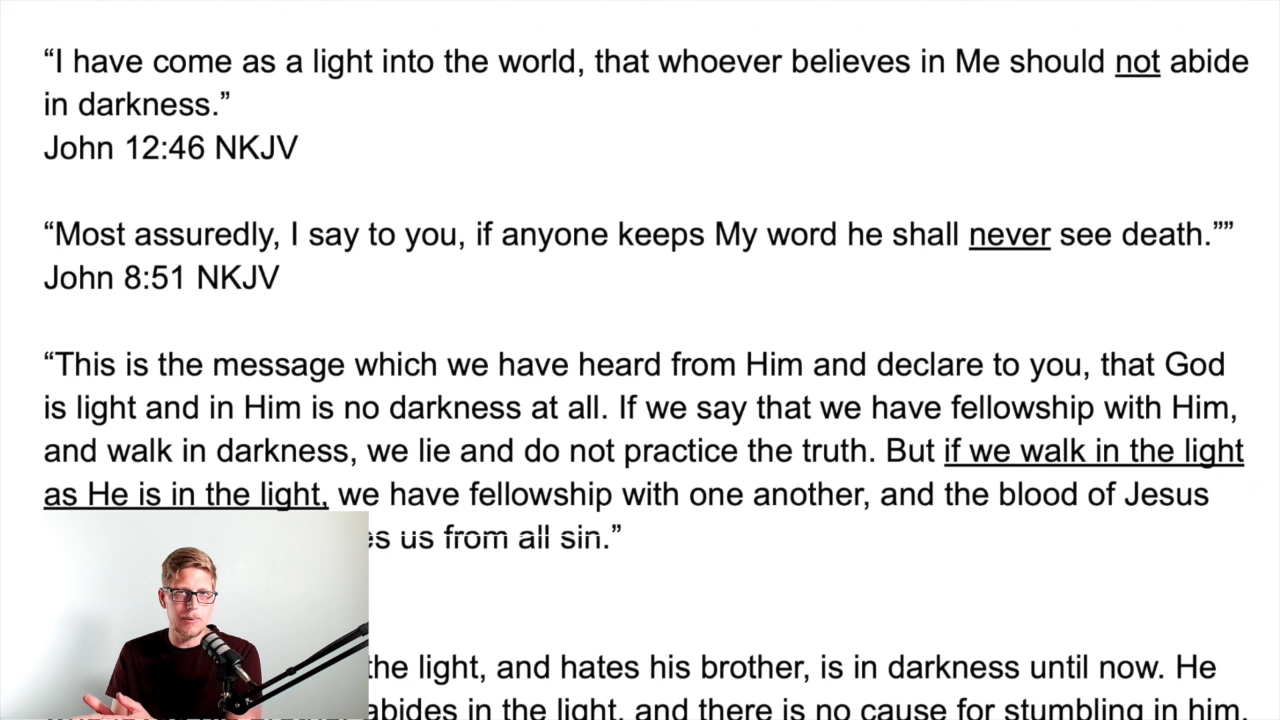 “I have come as a light into the world, that whoever believes in Me should not abide
in darkness.”
John 12:46 NKJV
“Most assuredly, I say to you, if anyone keeps My word he shall never see death.””
John 8:51 NKJV
“This is the message which we have heard from Him and declare to you, that God
is light and in Him is no darkness at all. If we say that we have fellowship with Him,
and walk in darkness, we lie and do not practice the truth. But if we walk in the light
as He is in the light, we have fellowship with one another, and the blood of Jesus
us from all sin.”
the light, and hates his brother, is in darkness until now. He
abides in the light, and there is no cause for stumbling in him.